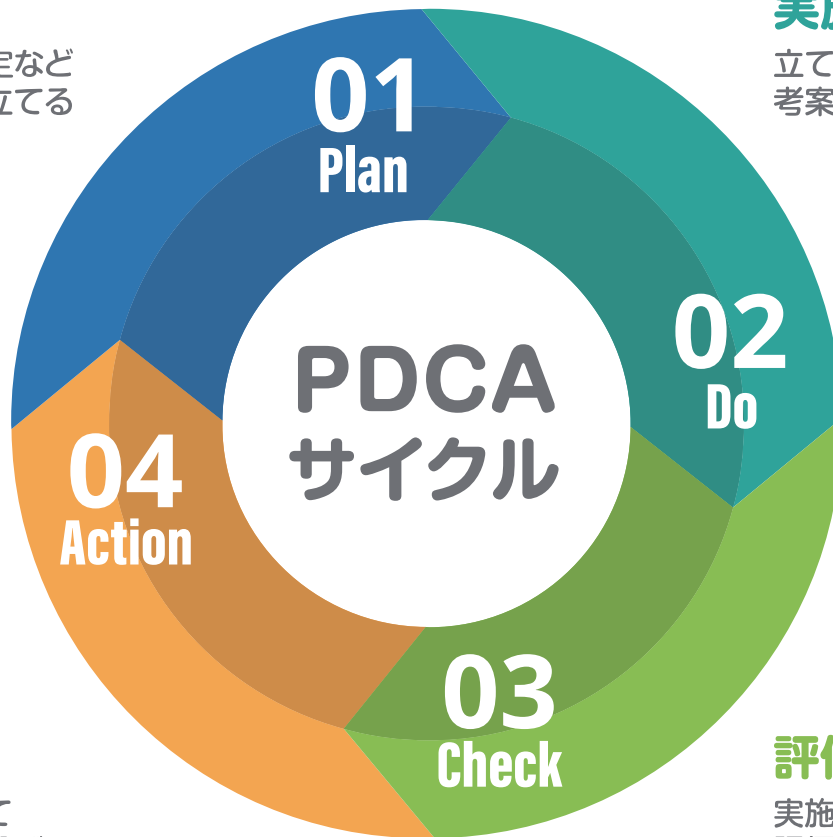 定など
立てる
立て
考案
01
Plan
02
Do
PDCA
サイクル
04
Action
03
Check
て
実施